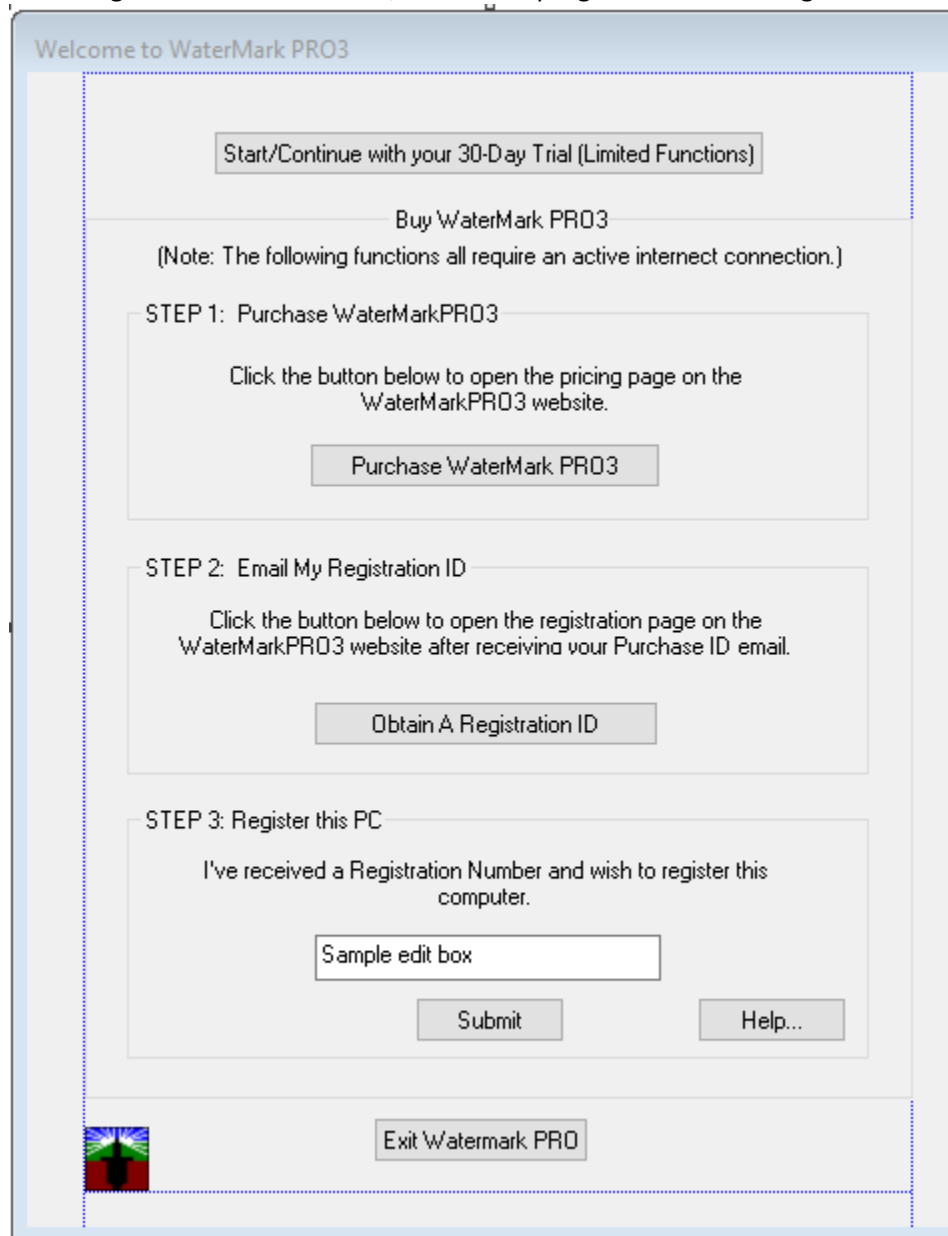 Welcome to WaterMark PRO3
Start/Continue with your 30-Day Trial (Limited Functions)
Buy WaterMark PRO3
(Note: The following functions all require an active internect connection.)
STEP 1:  Purchase WaterMarkPRO3
Click the button below to open the pricing page on the
WaterMarkPRO3 website.
Purchase WaterMark PRO3
STEP 2:  Email My Registration ID
Click the button below to open the registration page on the
WaterMarkPRO3 website after receiving your Purchase ID email.
Obtain A Registration ID
STEP 3: Register this PC
I've received a Registration Number and wish to register this
computer.
Sample edit box
Submit
Help...
Exit Watermark PRO